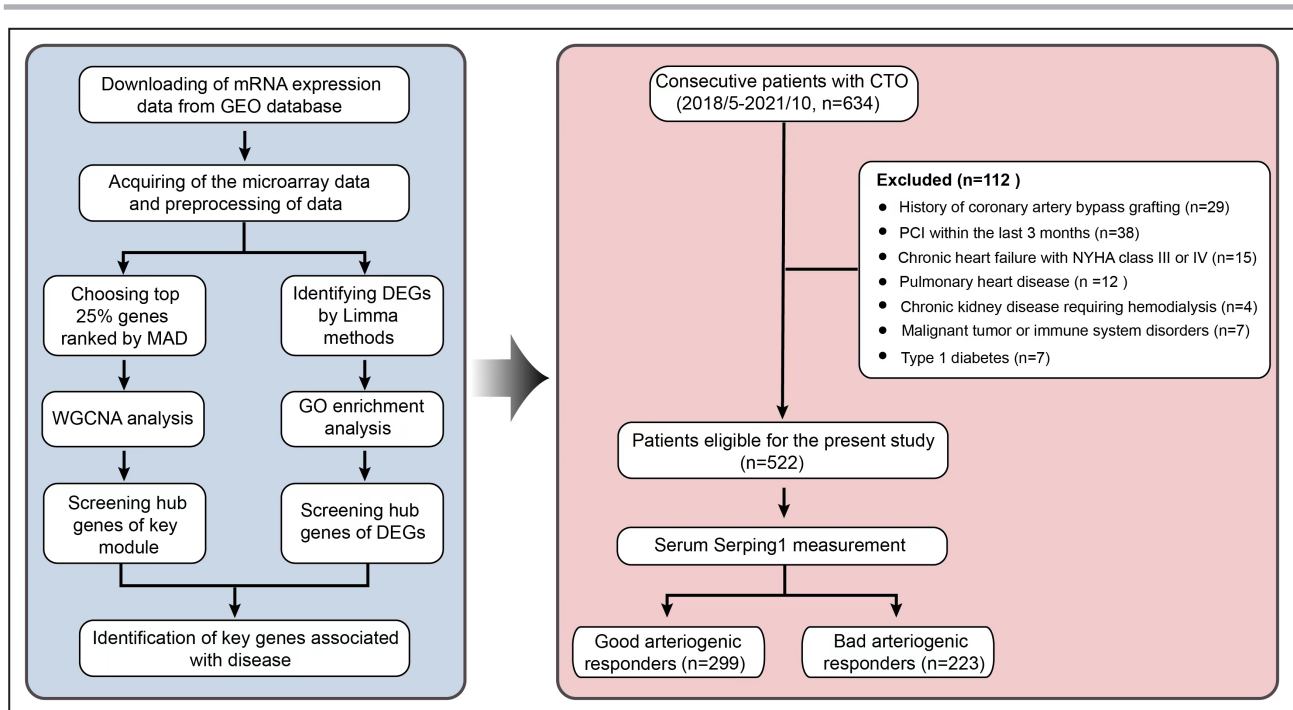 Downloading of mRNA expression
data from GEO database
Acquiring of the microarray data
and preprocessing of data
Choosing top
25% genes
ranked by MAD
Identifying DEGs
by Limma
methods
WGCNA analysis
GO enrichment
analysis
Screening hub
genes of key
module
Screening hub
genes of DEGs
Identification of key genes associated
with disease
Consecutive patients with CTO
(2018/5-2021/10, n=634)
Excluded (n=112 )
● History of coronary artery bypass grafting (n=29)
● PCI within the last 3 months (n=38)
● Chronic heart failure with NYHA class III or IV (n=15)
● Pulmonary heart disease (n =12 )
● Chronic kidney disease requiring hemodialysis (n=4)
● Malignant tumor or immune system disorders (n=7)
● Type 1 diabetes (n=7)
Patients eligible for the present study
(n=522)
Serum Serping1 measurement
Good arteriogenic
responders (n=299)
Bad arteriogenic
responders (n=223)